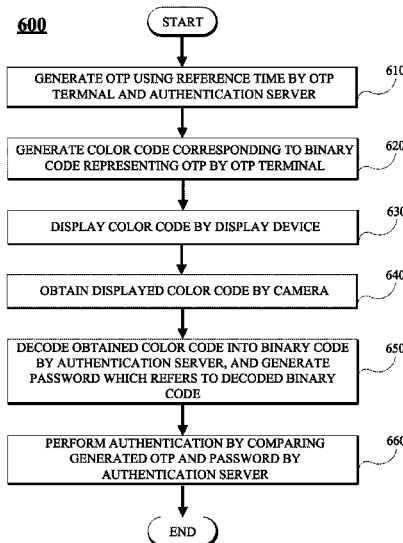 600
START
GENERATE OTP USING REFERENCE TIME BY OTP
TERMNAL AND AUTHENTICATION SERVER
610
GENERATE COLOR CODE CORRESPONDING TO BINARY
CODE REPRESENTING OTP BY OTP TERMINAL
620
DISPLAY COLOR CODE BY DISPLAY DEVICE
630
OBTAIN DISPLAYED COLOR CODE BY CAMERA
640
DECODE OBTAINED COLOR CODE INTO BINARY CODE
BY AUTHENTICATION SERVER, AND GENERATE
PASSWORD WHICH REFERS TO DECODED BINARY
CODE
650
PERFORM AUTHENTICATION BY COMPARING
GENERATED OTP AND PASSWORD BY
AUTHENTICATION SERVER
660
END